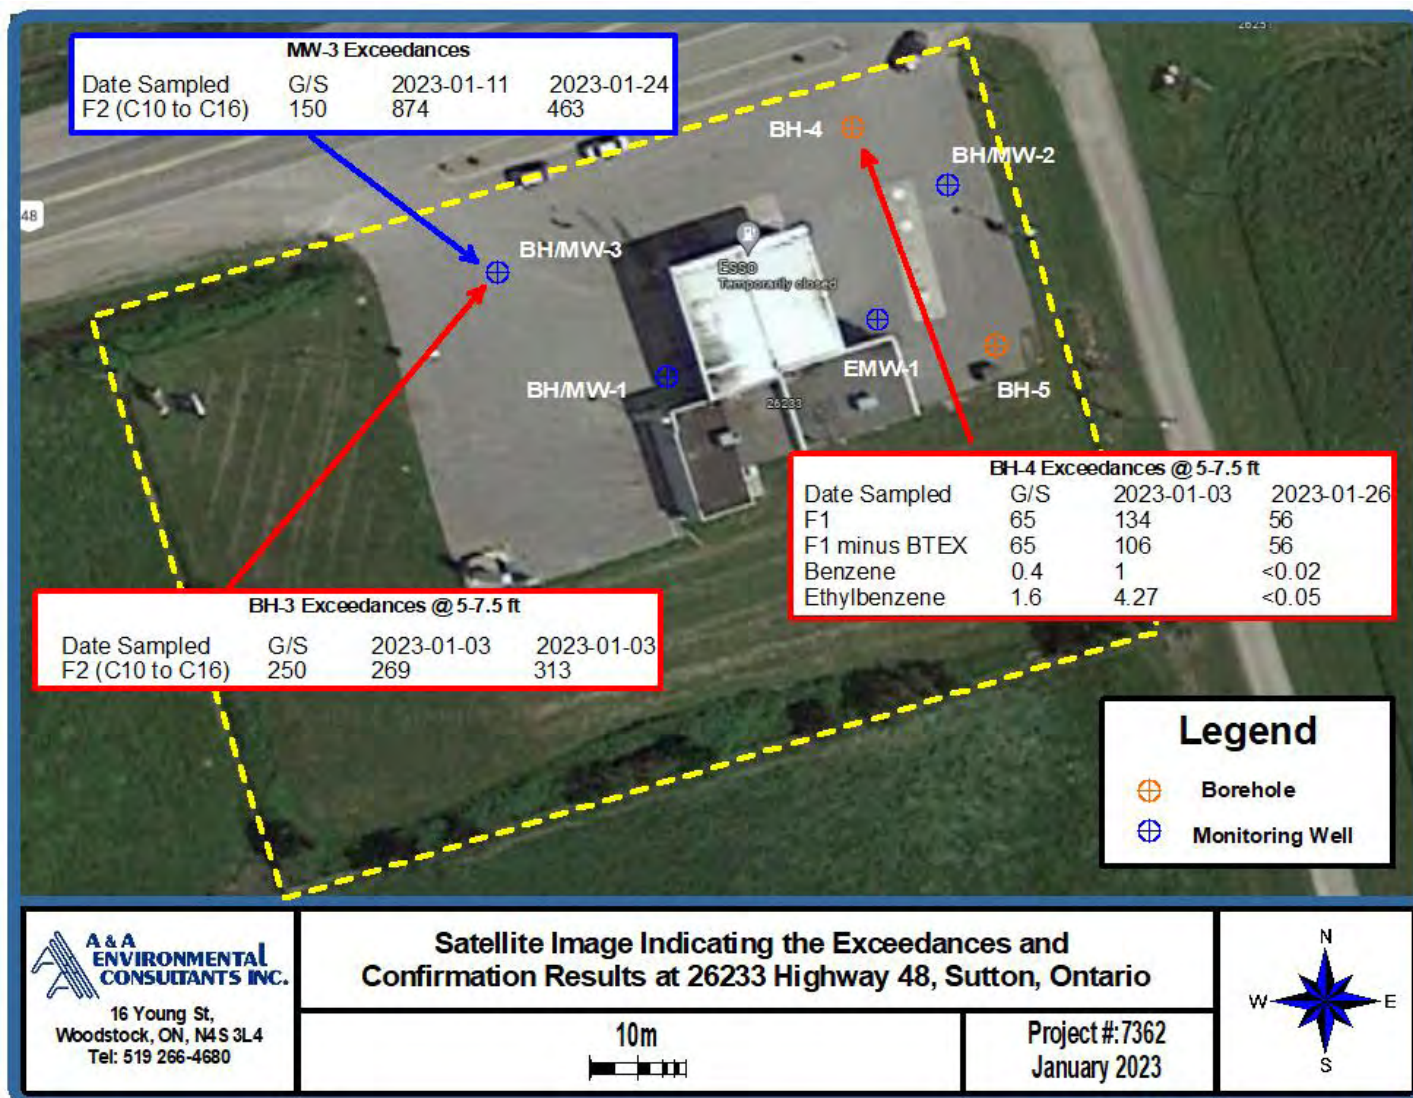 26251
MW-3 Exceedances
Date Sampled G/S 2023-01-11 2023-01-24
F2 (C10 to C16) 150 874 463
BH-4
BH/MW-2
48
BH/MW-3
ESSO
Temporarily closed
EMW-1
BH/MW-1
BH-5
26233
BH-4 Exceedances @ 5-7.5 ft
Date Sampled G/S 2023-01-03 2023-01-26
F1 65 134 56
F1 minus BTEX 65 106 56
Benzene 0.4 1 <0.02
Ethylbenzene 1.6 4.27 <0.05
BH-3 Exceedances @ 5-7.5 ft
Date Sampled G/S 2023-01-03 2023-01-03
F2 (C10 to C16) 250 269 313
Legend
Borehole
Monitoring Well
A & A
ENVIRONMENTAL
CONSULTANTS INC.
16 Young St,
Woodstock, ON, N4S 3L4
Tel: 519 266-4680
Satellite Image Indicating the Exceedances and
Confirmation Results at 26233 Highway 48, Sutton, Ontario
10m
Project #:7362
January 2023
N
W E
S